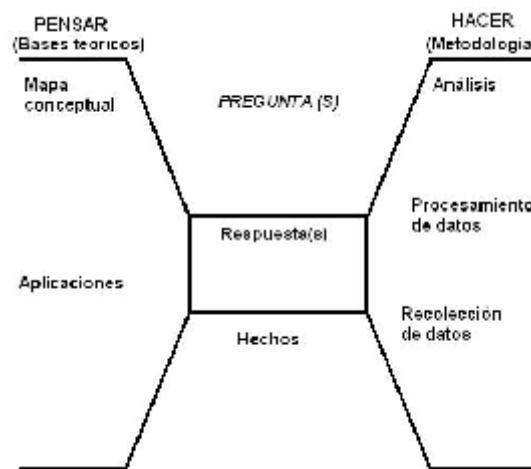 PENSAR
(Bases teoricos)
HACER
(Metodologia
Mapa
conceptual
PREGUNTA (S)
Análisis
Procesamiento
de datos
Respuesta(s)
Aplicaciones
Recolección
de datos
Hechos